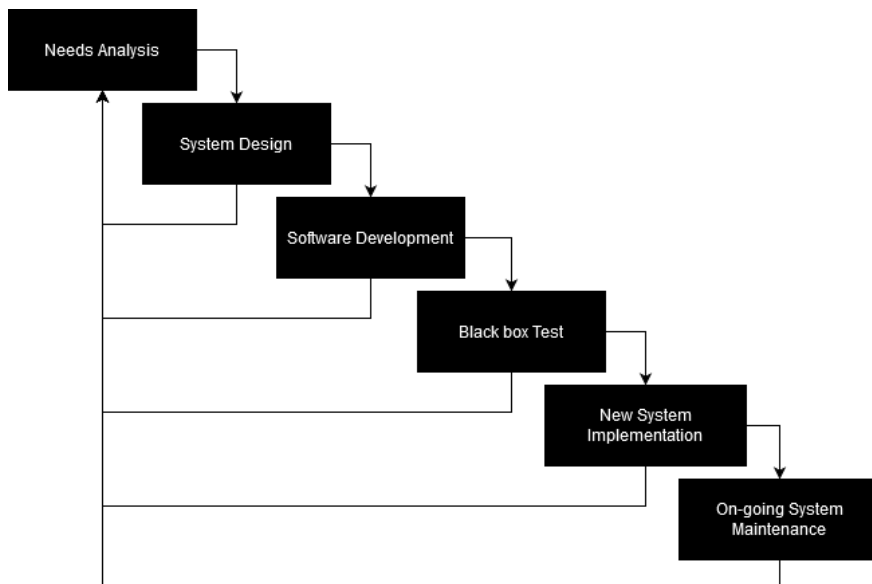 Needs Analysis
System Design
Software Development
Black box Test
New System
Implementation
On-going System
Maintenance